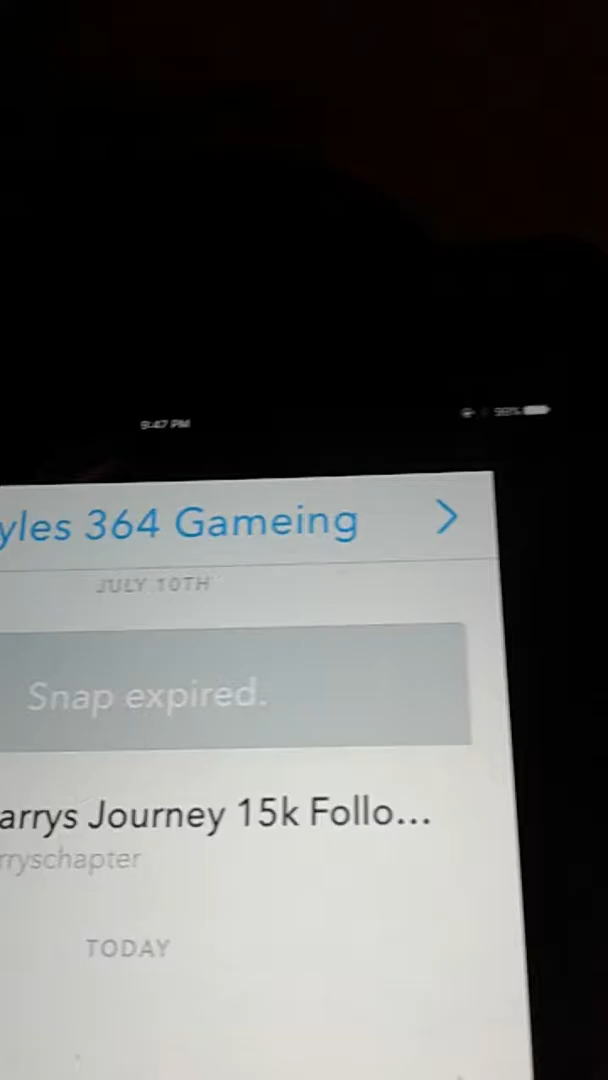 9:47 PM
yles 364 Gameing
JULY 10TH
Snap expired.
arrys Journey 15k Follo...
rryschapter
TODAY